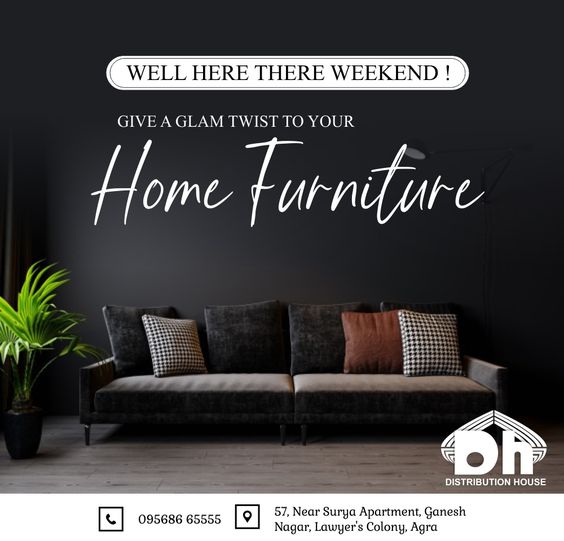 WELL HERE THERE WEEKEND !
GIVE A GLAM TWIST TO YOUR
Home Furniture
Dh
DISTRIBUTION HOUSE
095686 65555
57, Near Surya Apartment, Ganesh
Nagar, Lawyer's Colony, Agra